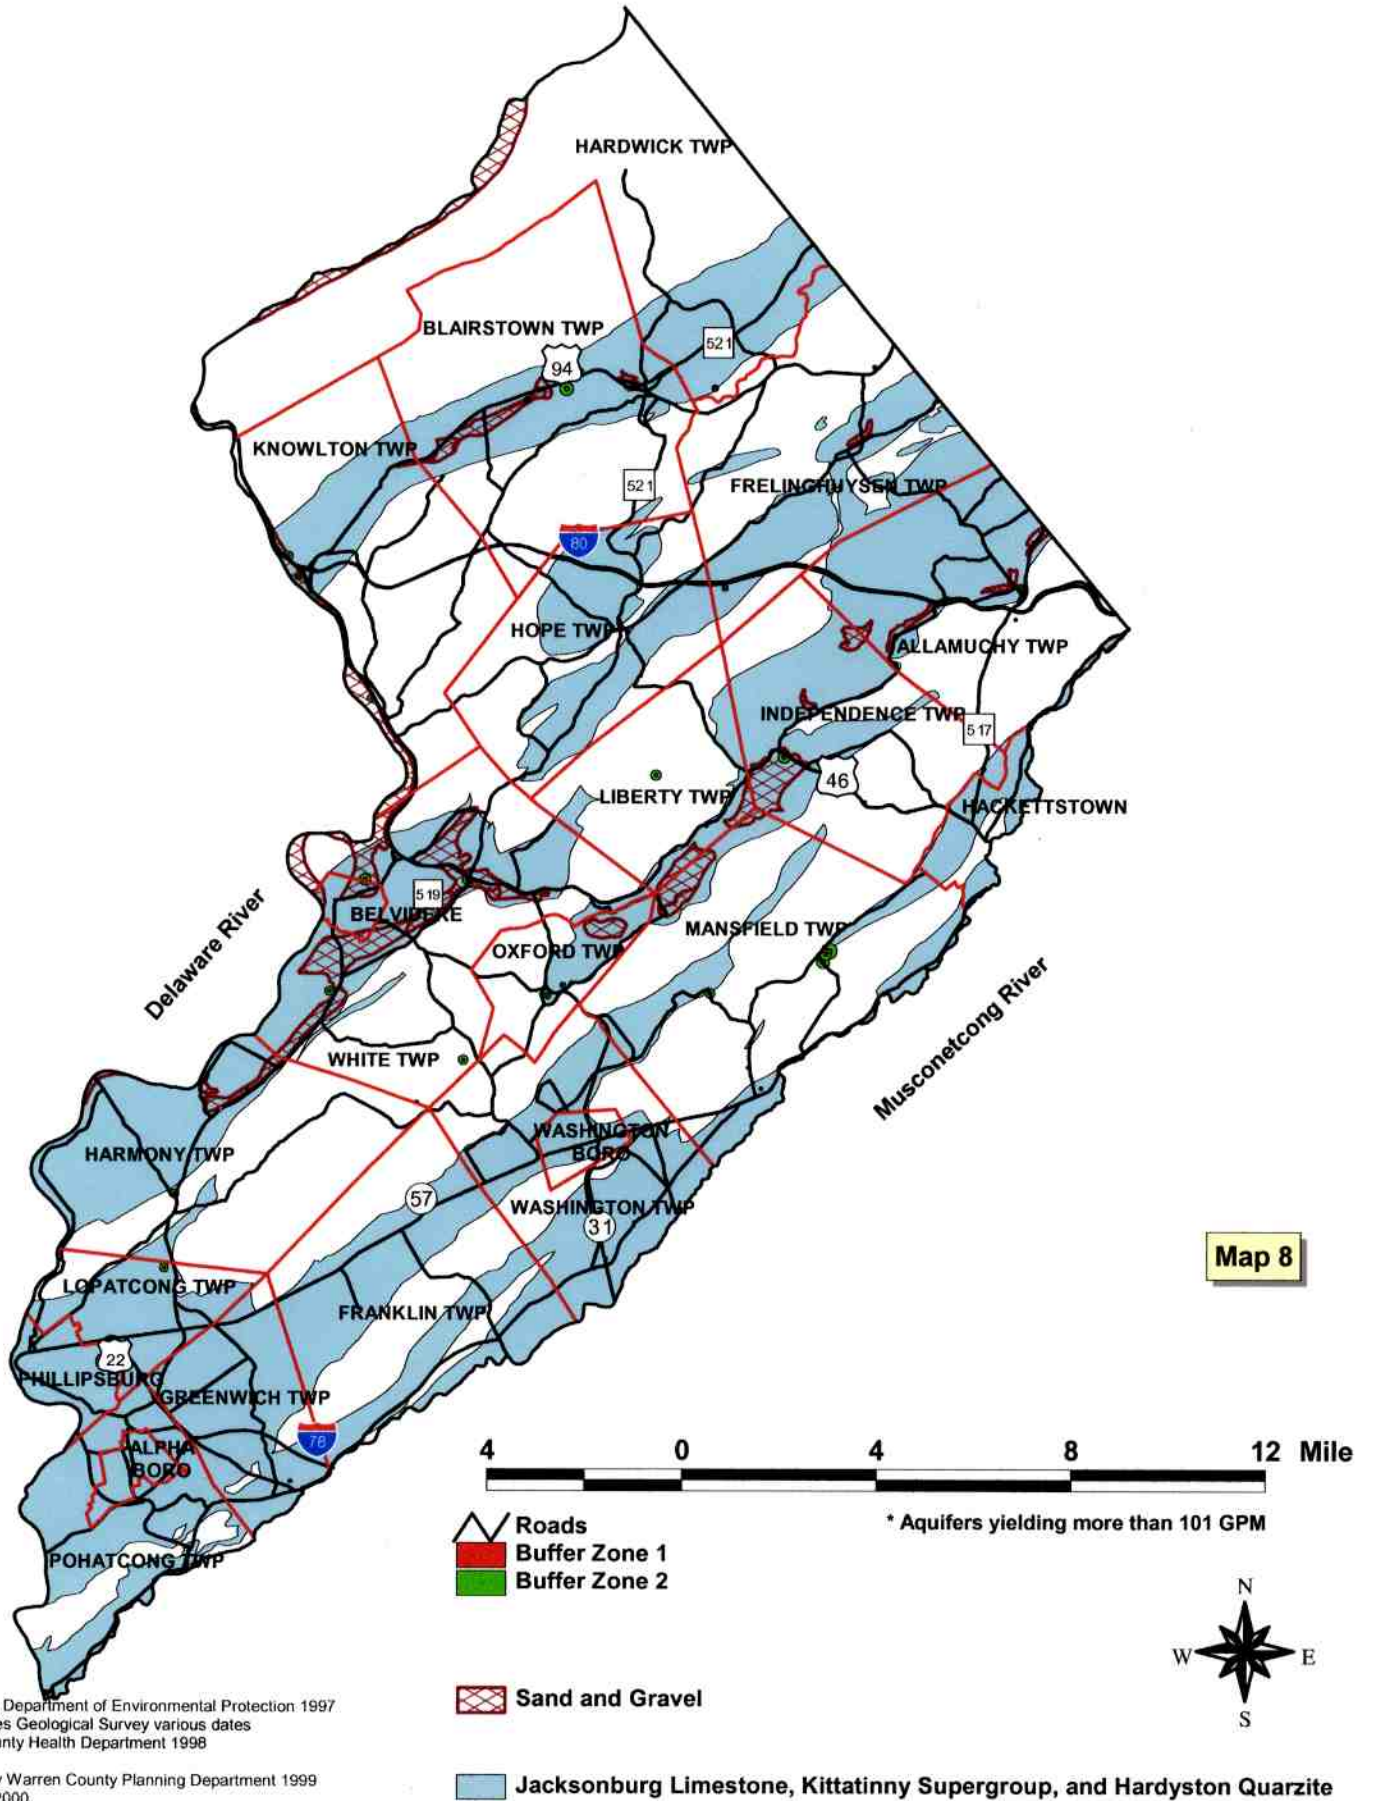 HARDWICK TWP
BLAIRSTOWN TWP
521
94
KNOWLTON TWP
521
FRELINGHUYSEN TWP
80
HOPE TWP
ALLAMUCHY TWP
INDEPENDENCE TWP
517
46
LIBERTY TWP
HACKETTSTOWN
519
BELVIDERE
Delaware River
MANSFIELD TWP
OXFORD TWP
Musconetcong River
WHITE TWP
WASHINGTON
BORO
HARMONY TWP
57
WASHINGTON TWP
31
Map 8
LOPATCONG TWP
FRANKLIN TWP
22
PHILLIPSBURG
GREENWICH TWP
78
ALPHA
BORO
4 0 4 8 12 Mile
* Aquifers yielding more than 101 GPM
Roads
Buffer Zone 1
Buffer Zone 2
POHATCONG TWP
N
W E
S
Sand and Gravel
Department of Environmental Protection 1997
es Geological Survey various dates
nty Health Department 1998
Warren County Planning Department 1999
2000
Jacksonburg Limestone, Kittatinny Supergroup, and Hardyston Quarzite